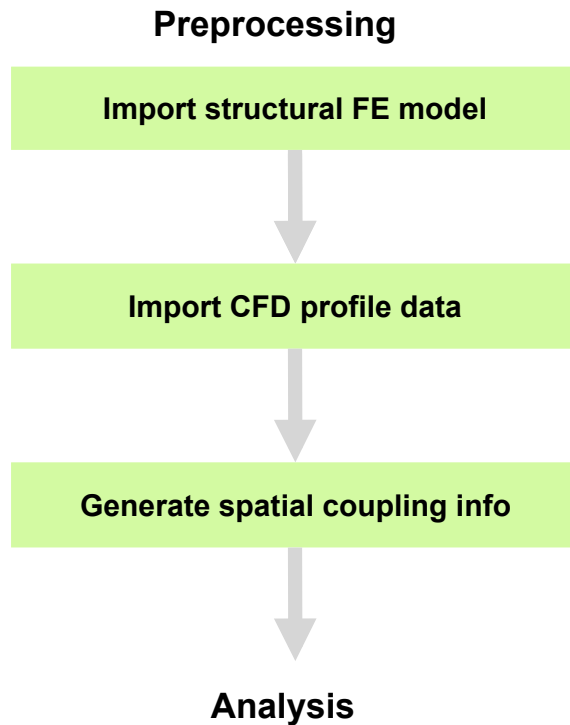 Preprocessing
Import structural FE model
Import CFD profile data
Generate spatial coupling info
Analysis